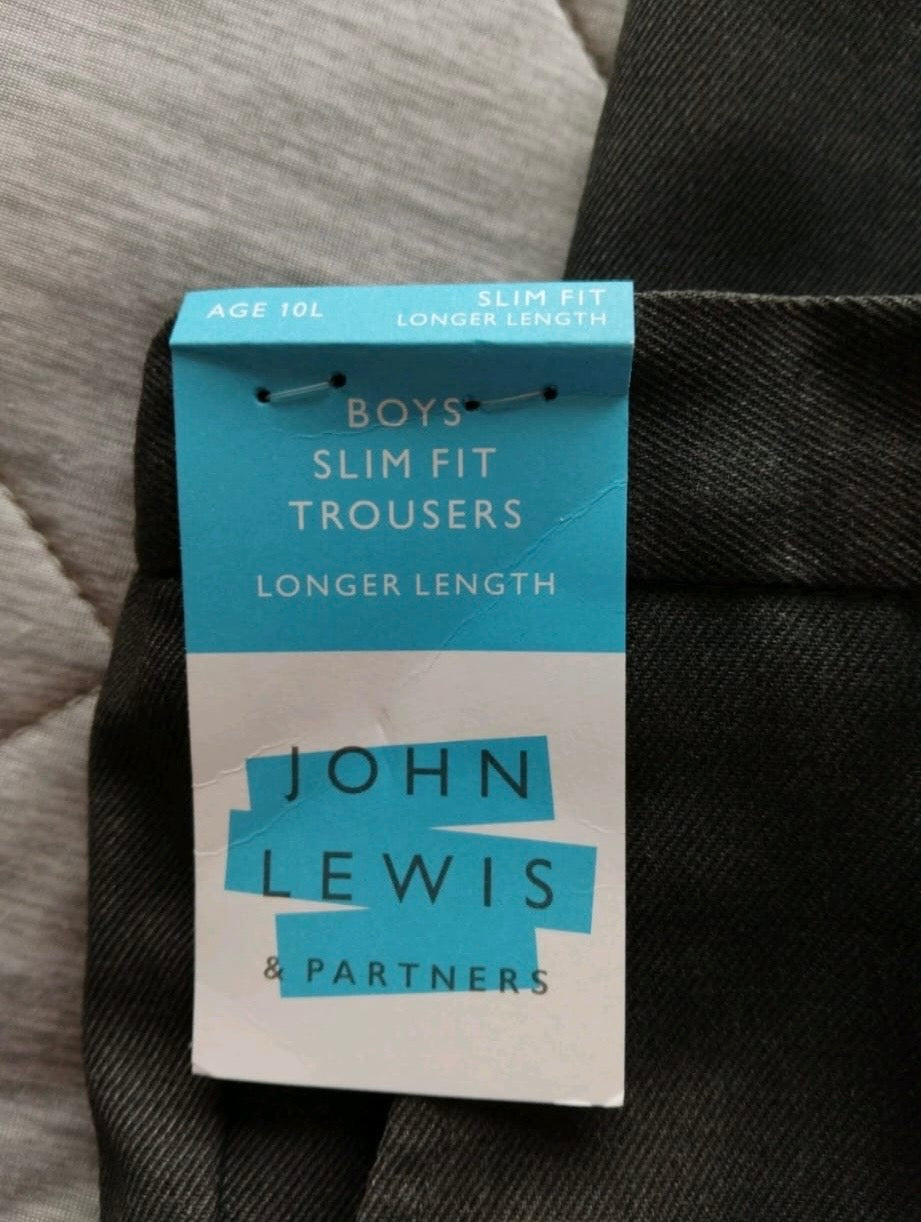 AGE 10L
SLIM FIT
LONGER LENGTH
BOYS
SLIM FIT
TROUSERS
LONGER LENGTH
JOHN
LEWIS
& PARTNERS